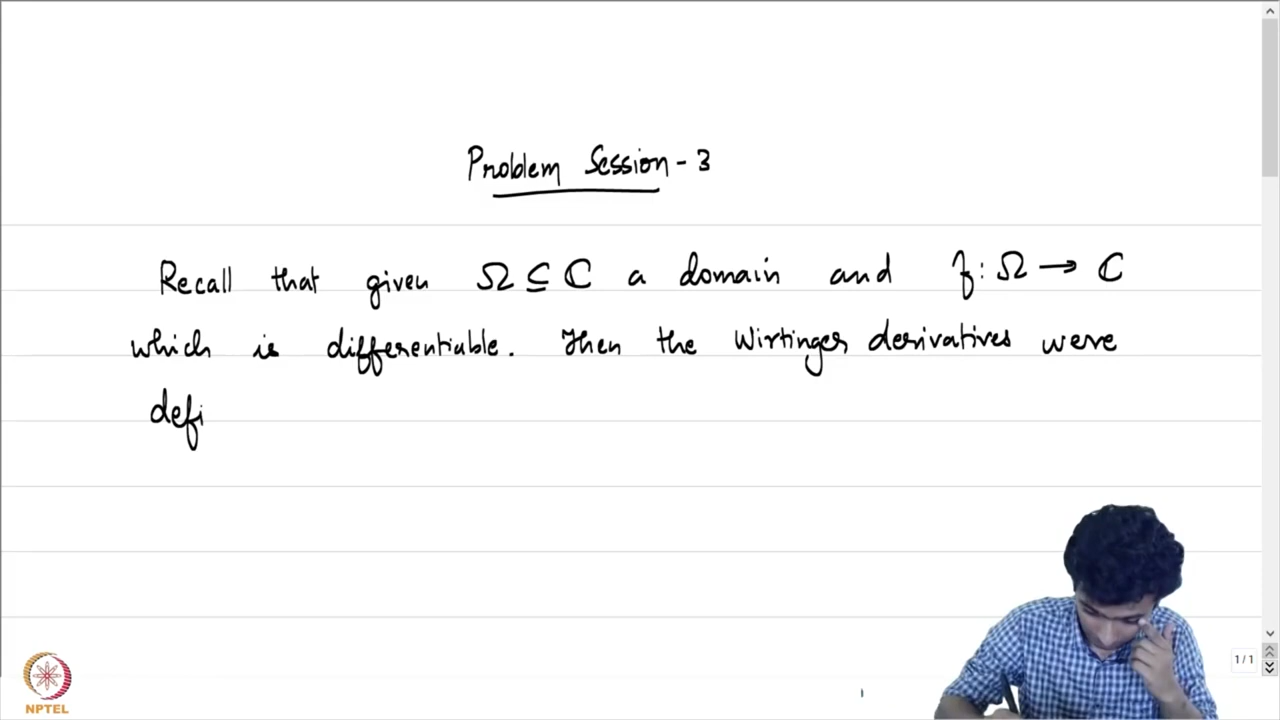 Problem Session - 3
Recall that given Ω ⊆ ℂ a domain and f: Ω → ℂ
which is differentiable. Then the Wirtinger derivatives were
defi
1 / 1
NPTEL